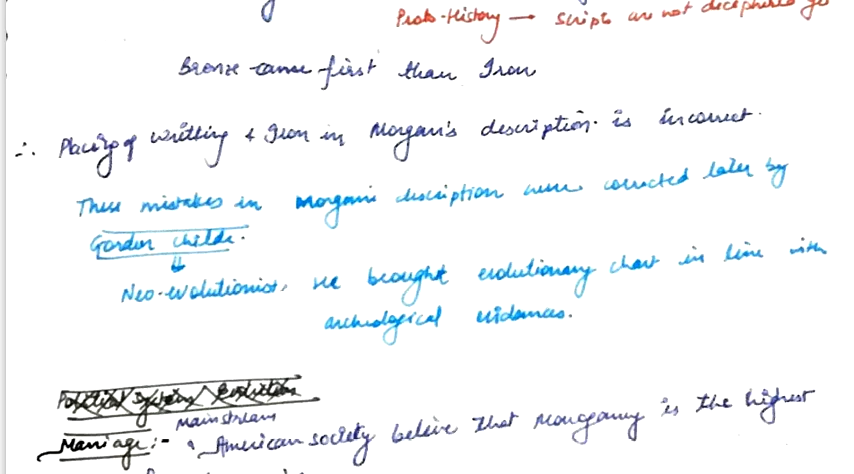 Proto-History → scripts are not deciphered
Bronze came first than Iron
∴ Placing of writting & Iron in Morgan's description is incorrect.
These mistakes in Morgan's description were corrected later by
Gordon Childe.
⇓
Neo-evolutionist, he brought evolutionary chart in line with
archeological evidences.
Political System Evolution
mainstream
Marriage :- American society believe that monogamy is the highest